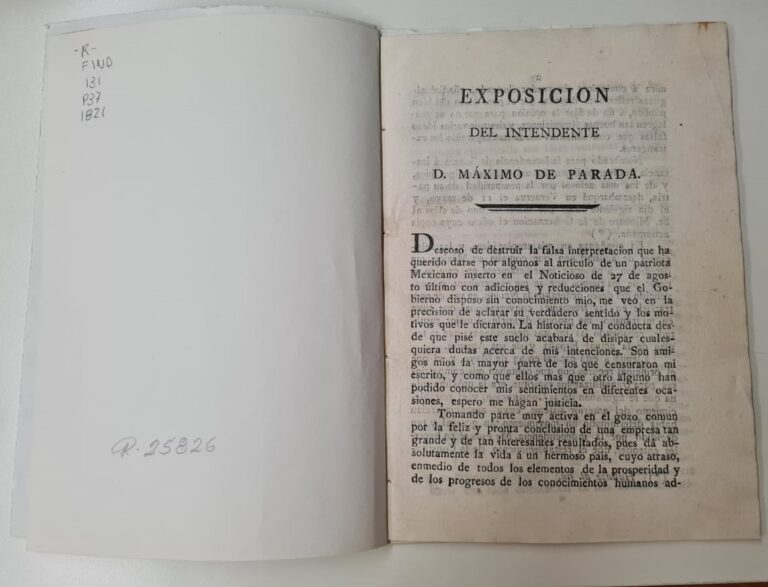 -R-
FIND
131
P37
1821
R-25826
EXPOSICION
DEL INTENDENTE
D. MÁXIMO DE PARADA.
Deseoso de destruir la falsa interpretacion que ha
querido darse por algunos al artículo de un patriota
Mexicano inserto en el Noticioso de 27 de agos-
to último con adiciones y reducciones que el Go-
bierno dispuso sin conocimiento mio, me veo en la
precision de aclarar su verdadero sentido y los mo-
tivos que le dictaron. La historia de mi conducta des-
de que pisé este suelo acabará de disipar cuales-
quiera dudas acerca de mis intenciones. Son ami-
gos mios la mayor parte de los que censuraron mi
escrito, y como que ellos mas que otro alguno han
podido conocer mis sentimientos en diferentes oca-
siones, espero me hagan justicia.
Tomando parte muy activa en el gozo comun
por la feliz y pronta conclusion de una empresa tan
grande y de tan interesantes resultados, pues dá ab-
solutamente la vida á un hermoso pais, cuyo atraso,
enmedio de todos los elementos de la prosperidad y
de los progresos de los conocimientos humanos ad-